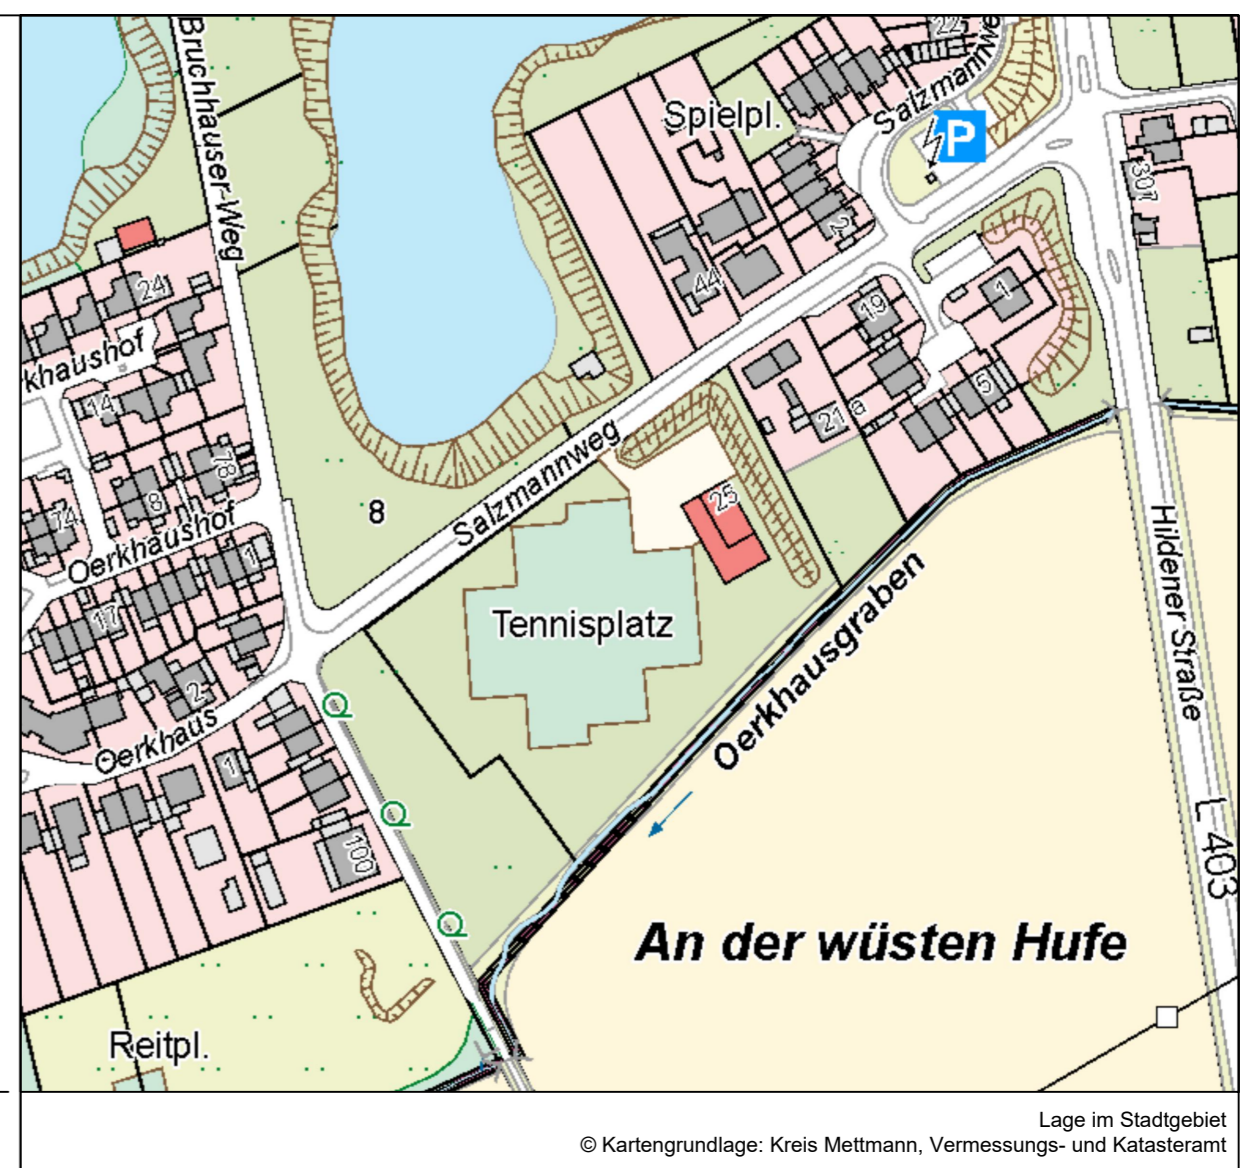 Bruchhauser-Weg
22
Salzmannweg
Spielpl.
P
301
2
44
24
khaushof
14
19
1
5
21 a
78
8
74
Oerkhaushof
8
Salzmannweg
25
1
17
Tennisplatz
Oerkhausgraben
Hildener Straße
2
Oerkhaus
1
100
L 403
An der wüsten Hufe
Reitpl.
Lage im Stadtgebiet
© Kartengrundlage: Kreis Mettmann, Vermessungs- und Katasteramt